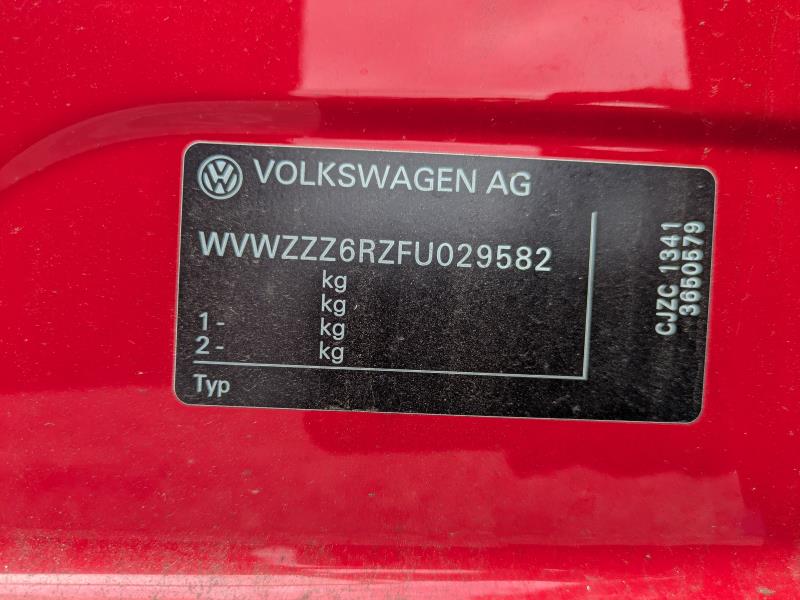 VOLKSWAGEN AG
WVWZZZ6RZFU029582
kg
kg
1- kg
2- kg
Typ
CJZC 1341
3650579